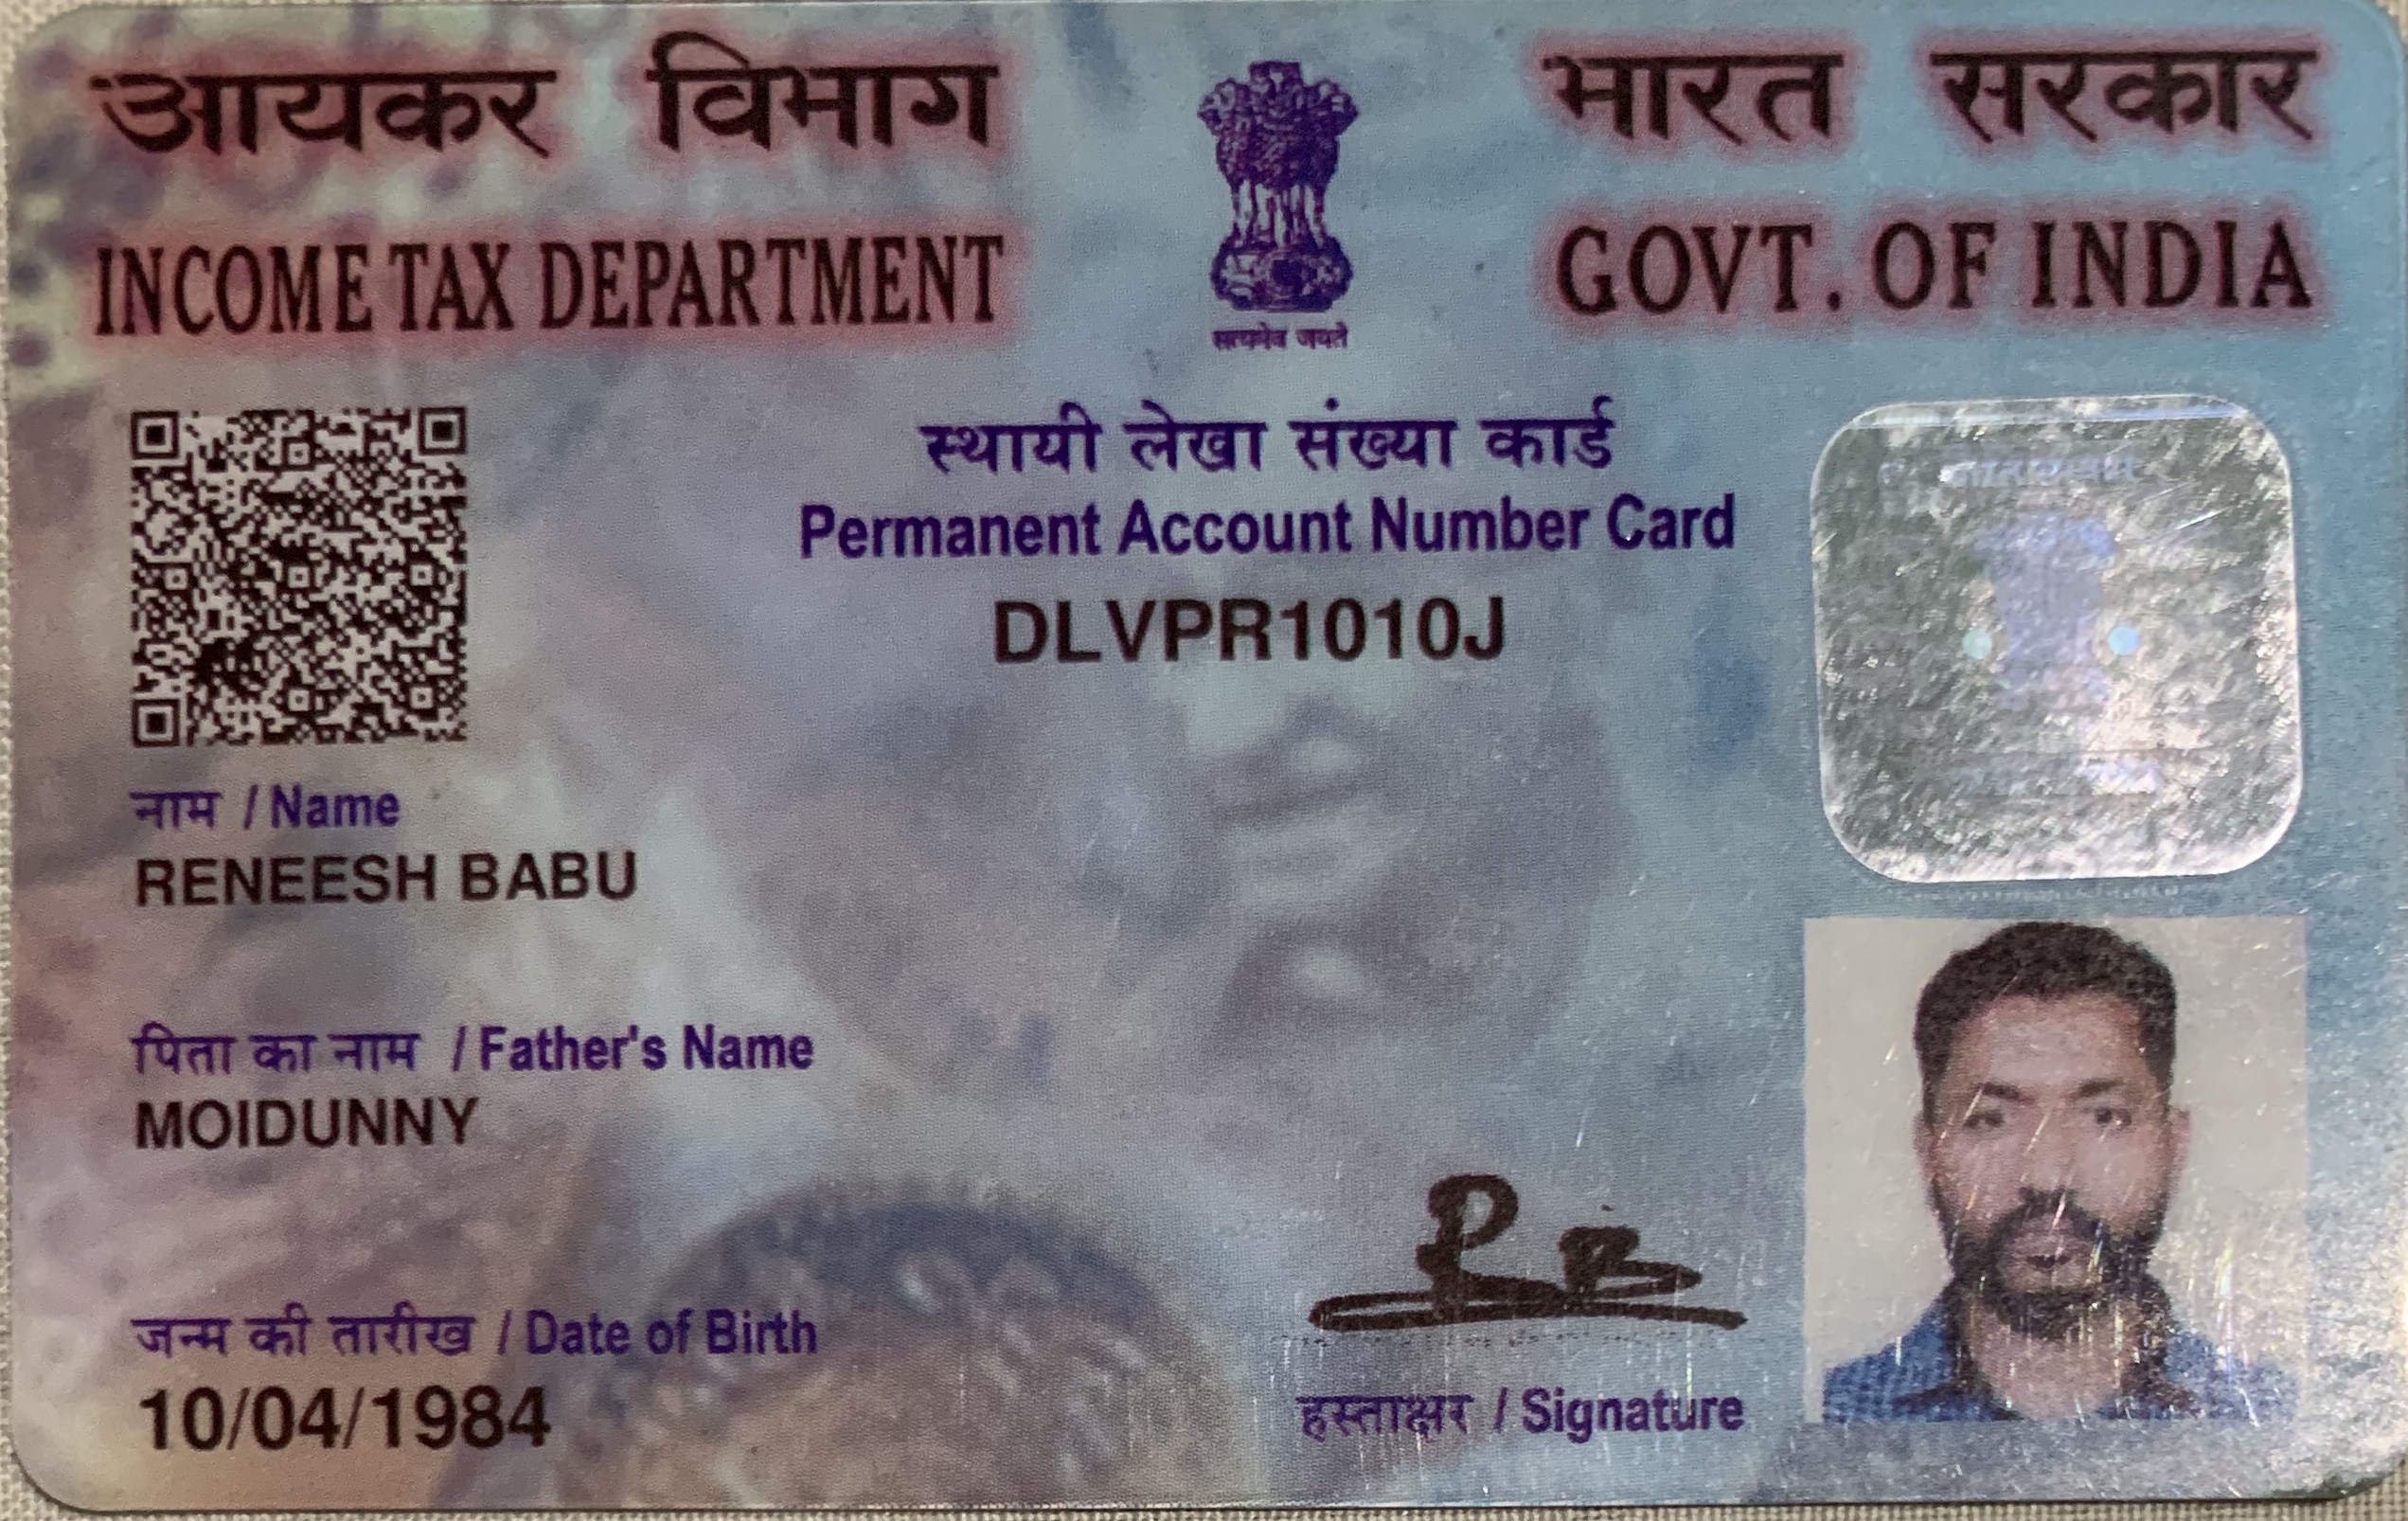 आयकर विभाग
INCOME TAX DEPARTMENT
सत्यमेव जयते
भारत सरकार
GOVT. OF INDIA
स्थायी लेखा संख्या कार्ड
Permanent Account Number Card
DLVPR1010J
नाम / Name
RENEESH BABU
पिता का नाम / Father's Name
MOIDUNNY
जन्म की तारीख / Date of Birth
10/04/1984
RB
हस्ताक्षर / Signature